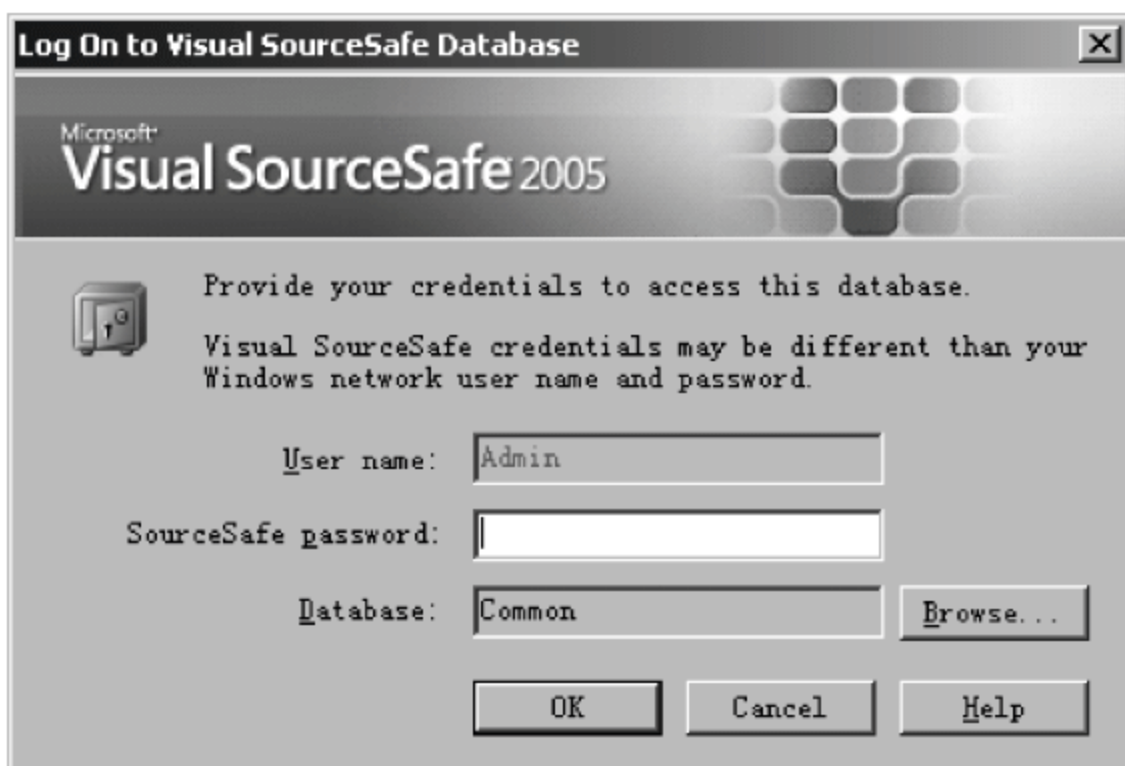 Log On to Visual SourceSafe Database
Microsoft®
Visual SourceSafe™ 2005
Provide your credentials to access this database.
Visual SourceSafe credentials may be different than your
Windows network user name and password.
User name: Admin
SourceSafe password:
Database: Common Browse...
OK Cancel Help